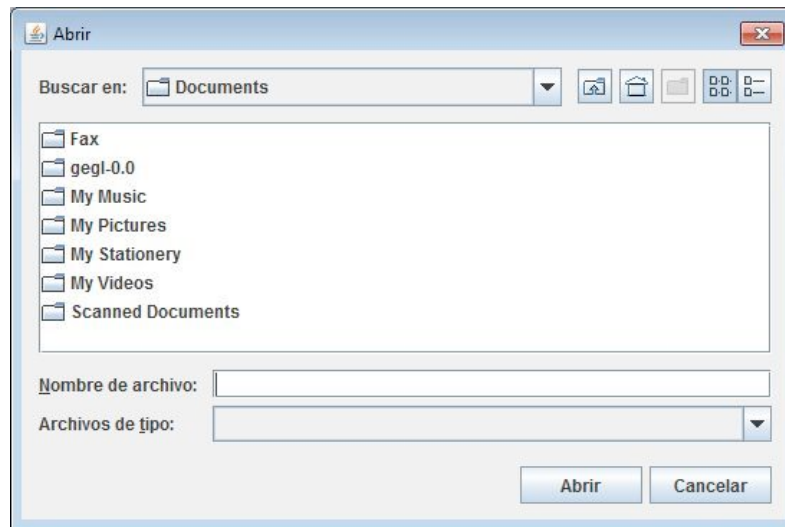 Abrir
Buscar en: Documents
Fax
gegl-0.0
My Music
My Pictures
My Stationery
My Videos
Scanned Documents
Nombre de archivo:
Archivos de tipo:
Abrir Cancelar